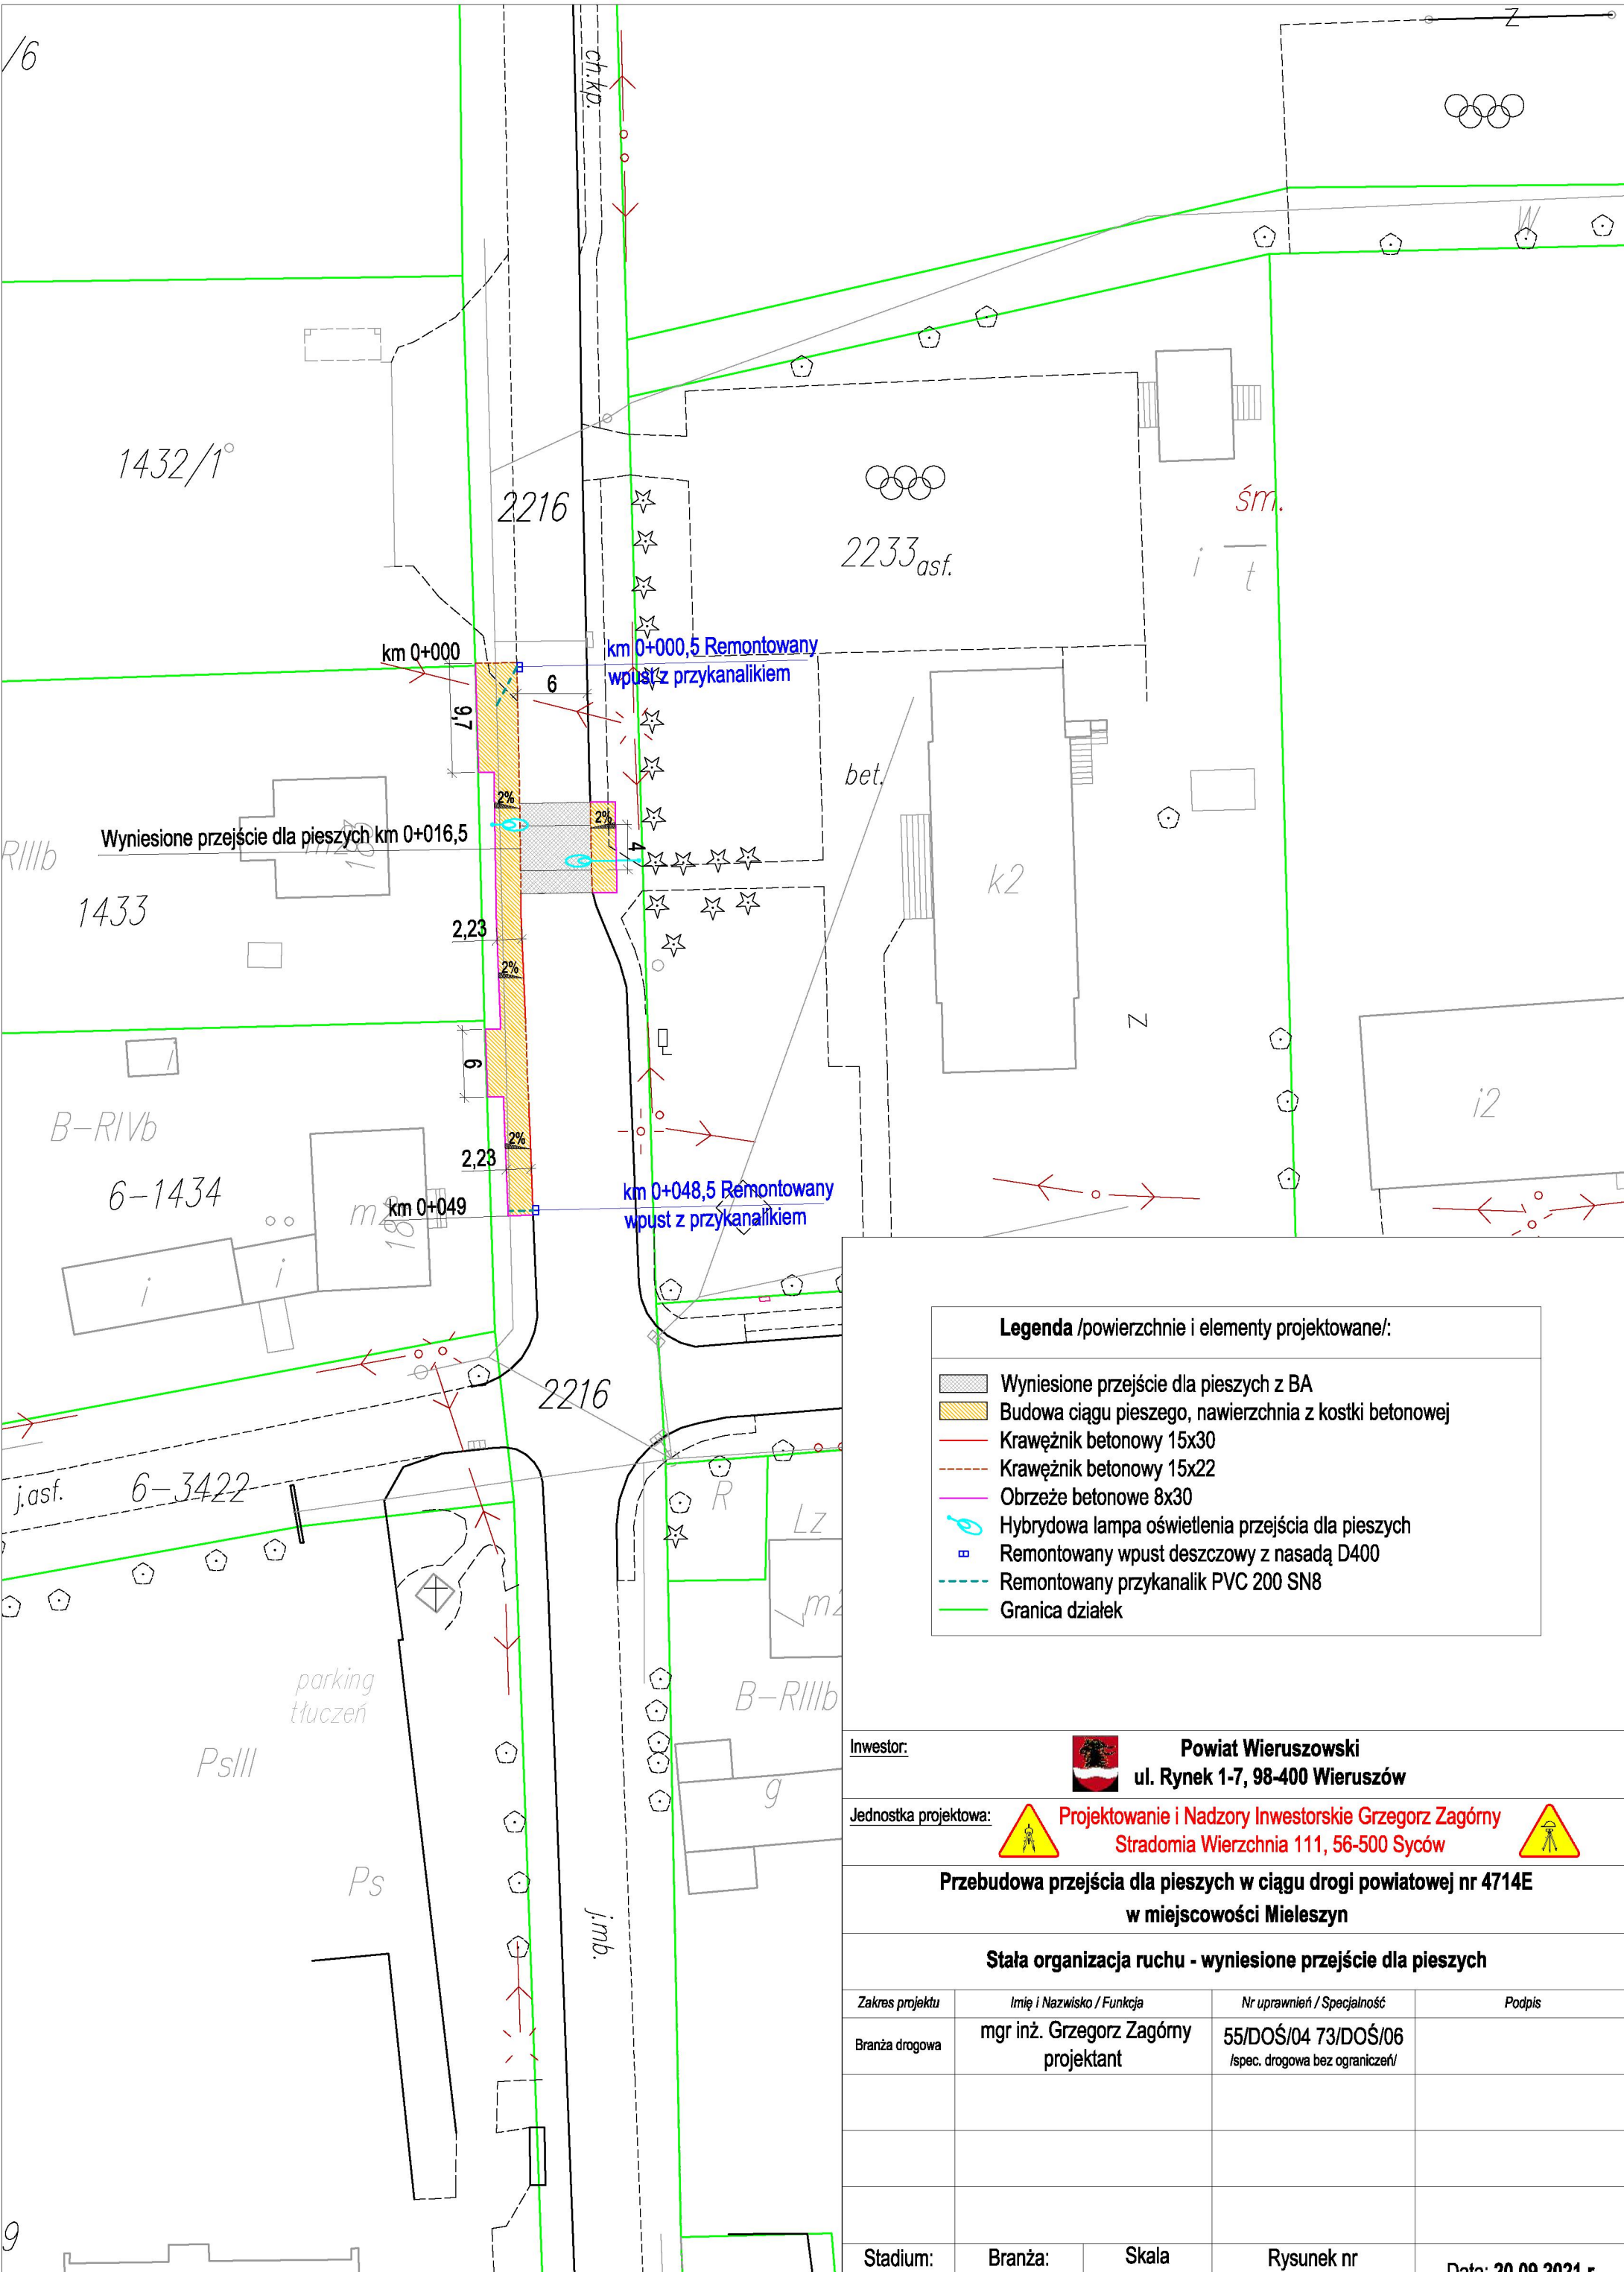 /6
ch.kp.
Z
W
1432/1
2216
2233 asf.
śm.
i
t
km 0+000
km 0+000,5 Remontowany
wpust z przykanalikiem
6
9,7
bet.
2%
2%
Wyniesione przejście dla pieszych km 0+016,5
4
RIIIb
1433
k2
2,23
2%
Z
6
i
i2
B-RIVb
2%
2,23
6-1434
km 0+048,5 Remontowany
wpust z przykanalikiem
km 0+049
i
i
2216
j.asf.
6-3422
R
Lz
parking
tłuczeń
B-RIIIb
PsIII
g
Ps
j.mb.
9
Legenda /powierzchnie i elementy projektowane/:
Wyniesione przejście dla pieszych z BA
Budowa ciągu pieszego, nawierzchnia z kostki betonowej
Krawężnik betonowy 15x30
Krawężnik betonowy 15x22
Obrzeże betonowe 8x30
Hybrydowa lampa oświetlenia przejścia dla pieszych
Remontowany wpust deszczowy z nasadą D400
Remontowany przykanalik PVC 200 SN8
Granica działek
Inwestor:
Powiat Wieruszowski
ul. Rynek 1-7, 98-400 Wieruszów
Jednostka projektowa:
Projektowanie i Nadzory Inwestorskie Grzegorz Zagórny
Stradomia Wierzchnia 111, 56-500 Syców
Przebudowa przejścia dla pieszych w ciągu drogi powiatowej nr 4714E
w miejscowości Mieleszyn
Stała organizacja ruchu - wyniesione przejście dla pieszych
Zakres projektu
Imię i Nazwisko / Funkcja
Nr uprawnień / Specjalność
Podpis
Branża drogowa
mgr inż. Grzegorz Zagórny
projektant
55/DOŚ/04 73/DOŚ/06
/spec. drogowa bez ograniczeń/
Stadium:
Branża:
Skala
Rysunek nr
Data: 20.09.2021 r.